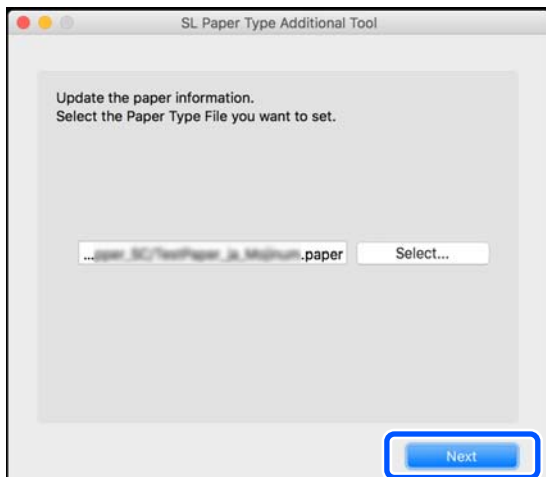 SL Paper Type Additional Tool
Update the paper information.
Select the Paper Type File you want to set.
.paper
Select...
Next